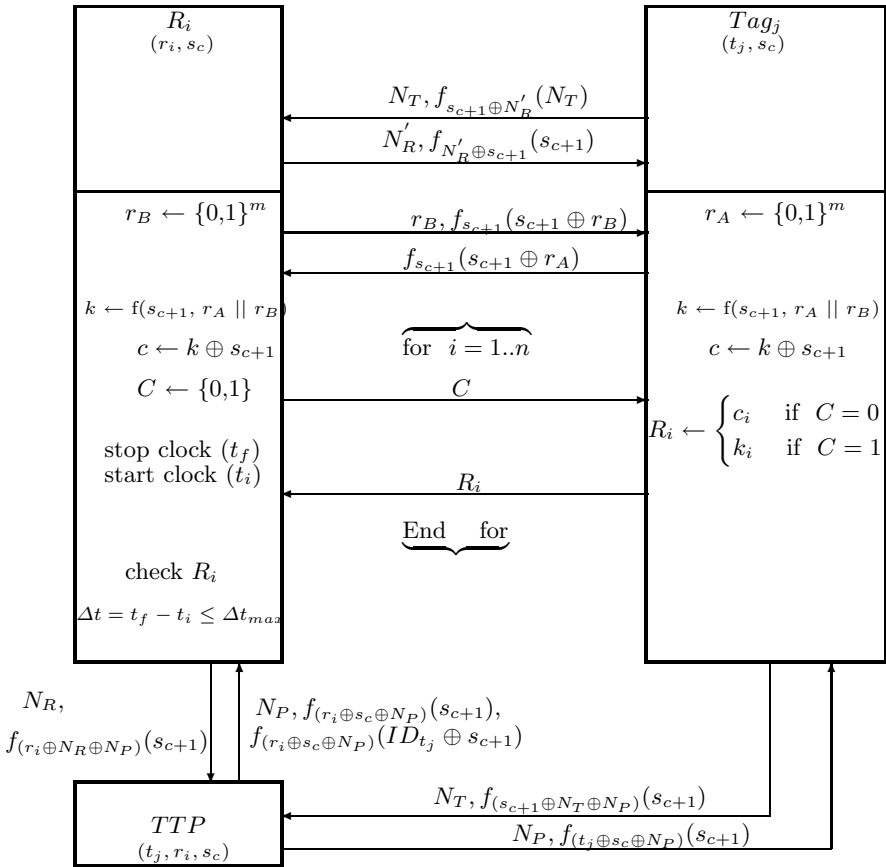 R_i
(r_i, s_c)
Tag_j
(t_j, s_c)
N_T, f_{s_{c+1}⊕N'_R}(N_T)
N'_R, f_{N'_R⊕s_{c+1}}(s_{c+1})
r_B ← {0,1}^m
r_B, f_{s_{c+1}}(s_{c+1} ⊕ r_B)
r_A ← {0,1}^m
f_{s_{c+1}}(s_{c+1} ⊕ r_A)
k ← f(s_{c+1}, r_A || r_B)
k ← f(s_{c+1}, r_A || r_B)
c ← k ⊕ s_{c+1}
for i = 1..n
c ← k ⊕ s_{c+1}
C ← {0,1}
C
R_i ← { c_i if C = 0
k_i if C = 1
stop clock (t_f)
start clock (t_i)
R_i
End for
check R_i
Δt = t_f − t_i ≤ Δt_{max}
N_R,
f_{(r_i⊕N_R⊕N_P)}(s_{c+1})
N_P, f_{(r_i⊕s_c⊕N_P)}(s_{c+1}),
f_{(r_i⊕s_c⊕N_P)}(ID_{t_j} ⊕ s_{c+1})
N_T, f_{(s_{c+1}⊕N_T⊕N_P)}(s_{c+1})
TTP
(t_j, r_i, s_c)
N_P, f_{(t_j⊕s_c⊕N_P)}(s_{c+1})